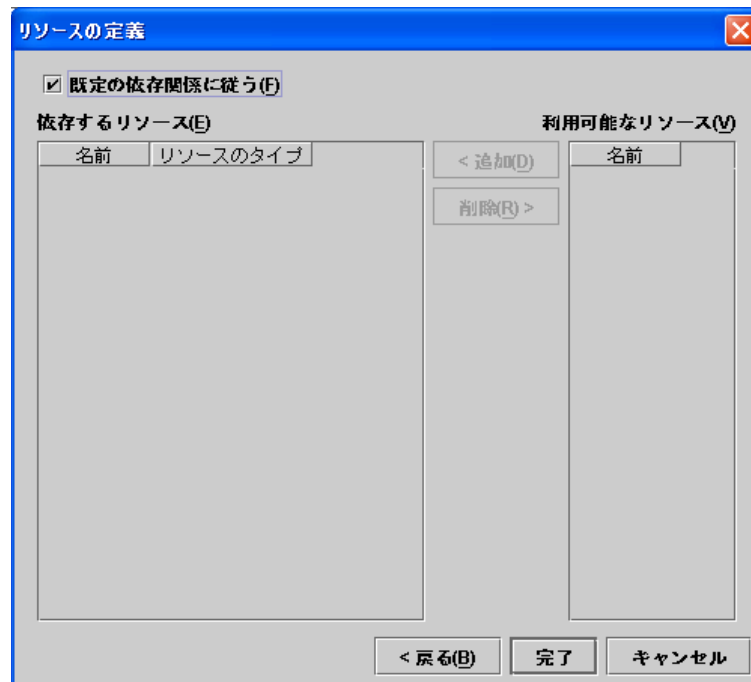 リソースの定義
既定の依存関係に従う(F)
依存するリソース(E)
利用可能なリソース(V)
名前 リソースのタイプ
< 追加(D)
名前
削除(R) >
< 戻る(B) 完了 キャンセル